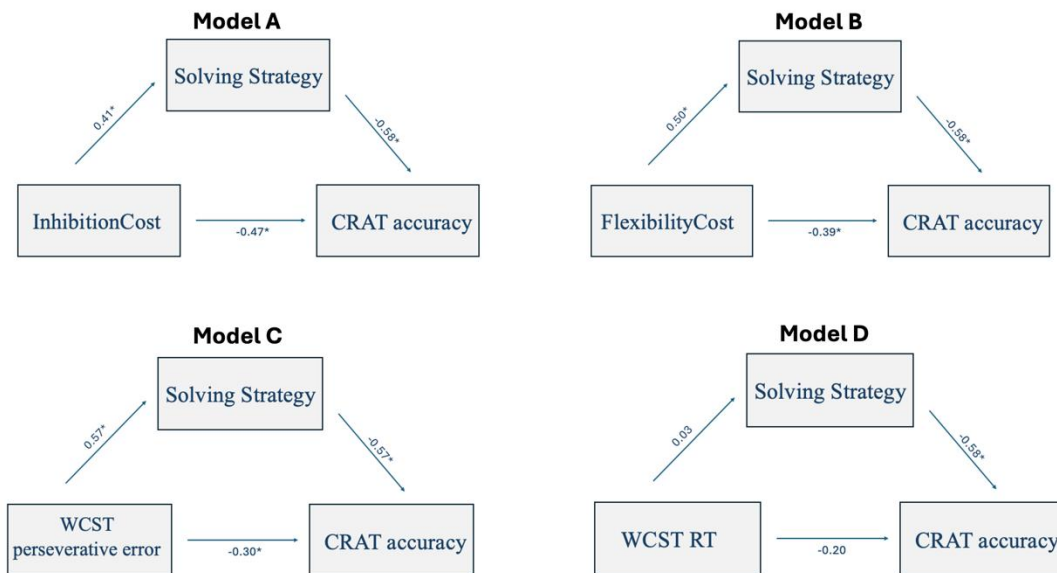 Model A
Solving Strategy
0.41*
-0.58*
InhibitionCost
-0.47*
CRAT accuracy
Model B
Solving Strategy
0.50*
-0.58*
FlexibilityCost
-0.39*
CRAT accuracy
Model C
Solving Strategy
0.57*
-0.57*
WCST
perseverative error
-0.30*
CRAT accuracy
Model D
Solving Strategy
0.03
-0.58*
WCST RT
-0.20
CRAT accuracy